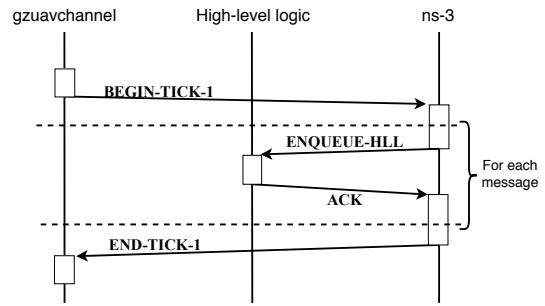 gzuavchannel
High-level logic
ns-3
BEGIN-TICK-1
ENQUEUE-HLL
For each
message
ACK
END-TICK-1